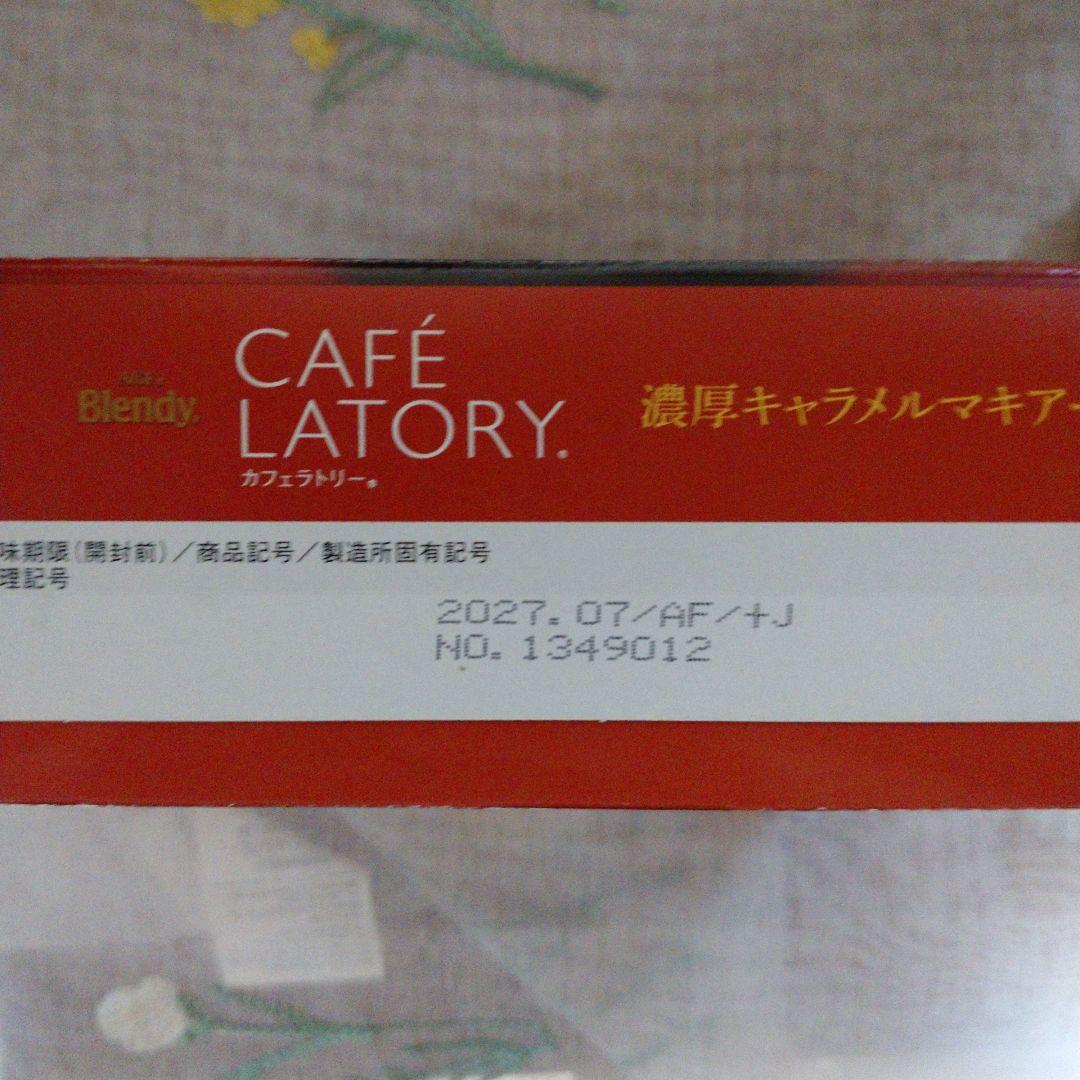 Blendy.
CAFÉ
LATORY.
カフェラトリー®
濃厚キャラメルマキアー
味期限(開封前)/商品記号/製造所固有記号
理記号
2027.07/AF/+J
NO.1349012